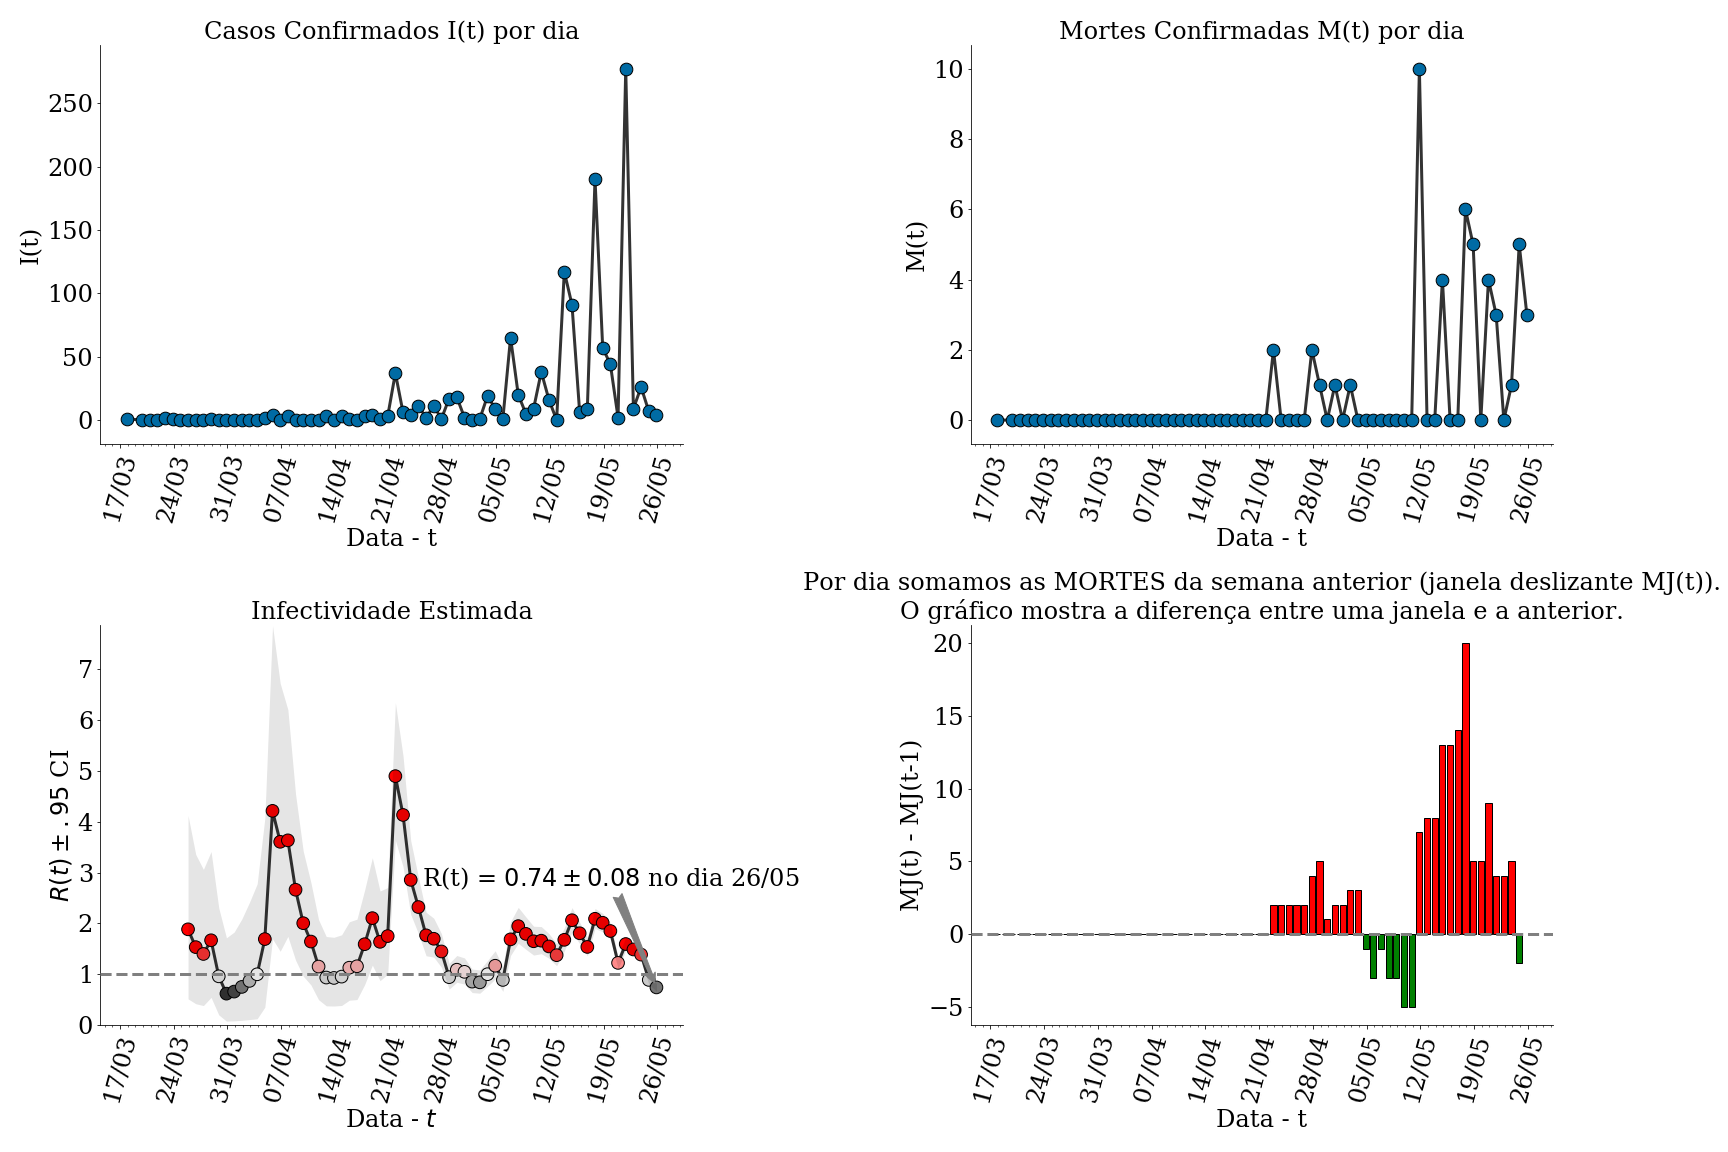 Casos Confirmados I(t) por dia
I(t)
250
200
150
100
50
0
17/03 24/03 31/03 07/04 14/04 21/04 28/04 05/05 12/05 19/05 26/05
Data - t
Mortes Confirmadas M(t) por dia
M(t)
10
8
6
4
2
0
17/03 24/03 31/03 07/04 14/04 21/04 28/04 05/05 12/05 19/05 26/05
Data - t
Infectividade Estimada
R(t) ± .95 CI
7
6
5
4
3
2
1
0
R(t) = 0.74 ± 0.08 no dia 26/05
17/03 24/03 31/03 07/04 14/04 21/04 28/04 05/05 12/05 19/05 26/05
Data - t
Por dia somamos as MORTES da semana anterior (janela deslizante MJ(t)).
O gráfico mostra a diferença entre uma janela e a anterior.
MJ(t) - MJ(t-1)
20
15
10
5
0
−5
17/03 24/03 31/03 07/04 14/04 21/04 28/04 05/05 12/05 19/05 26/05
Data - t